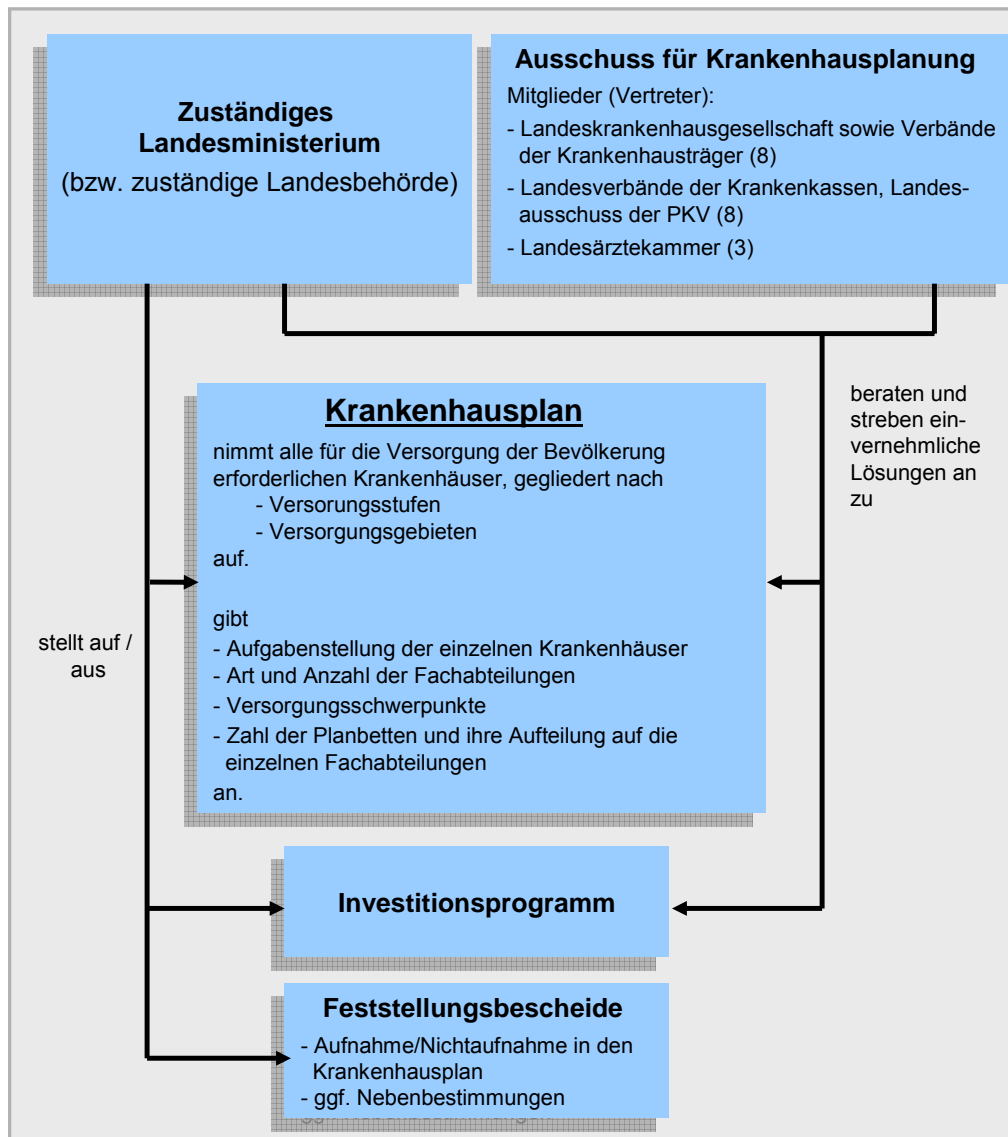 Zuständiges
Landesministerium
(bzw. zuständige Landesbehörde)
Ausschuss für Krankenhausplanung
Mitglieder (Vertreter):
- Landeskrankenhausgesellschaft sowie Verbände
der Krankenhausträger (8)
- Landesverbände der Krankenkassen, Landes-
ausschuss der PKV (8)
- Landesärztekammer (3)
beraten und
streben ein-
vernehmliche
Lösungen an
zu
Krankenhausplan
nimmt alle für die Versorgung der Bevölkerung
erforderlichen Krankenhäuser, gegliedert nach
- Versorungsstufen
- Versorgungsgebieten
auf.
gibt
- Aufgabenstellung der einzelnen Krankenhäuser
- Art und Anzahl der Fachabteilungen
- Versorgungsschwerpunkte
- Zahl der Planbetten und ihre Aufteilung auf die
einzelnen Fachabteilungen
an.
stellt auf /
aus
Investitionsprogramm
Feststellungsbescheide
- Aufnahme/Nichtaufnahme in den
Krankenhausplan
- ggf. Nebenbestimmungen